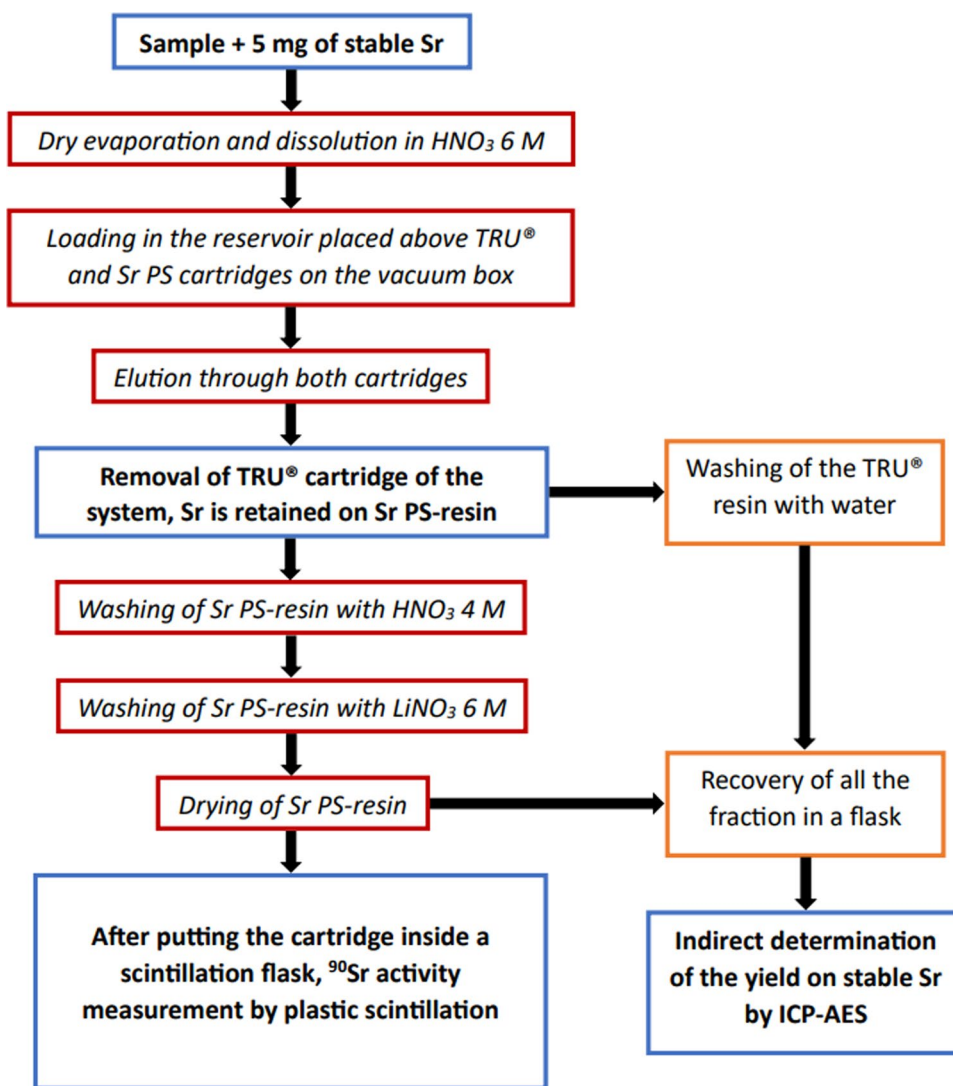 Sample + 5 mg of stable Sr
Dry evaporation and dissolution in HNO₃ 6 M
Loading in the reservoir placed above TRU®
and Sr PS cartridges on the vacuum box
Elution through both cartridges
Removal of TRU® cartridge of the
system, Sr is retained on Sr PS-resin
Washing of the TRU®
resin with water
Washing of Sr PS-resin with HNO₃ 4 M
Washing of Sr PS-resin with LiNO₃ 6 M
Drying of Sr PS-resin
Recovery of all the
fraction in a flask
After putting the cartridge inside a
scintillation flask, ⁹⁰Sr activity
measurement by plastic scintillation
Indirect determination
of the yield on stable Sr
by ICP-AES